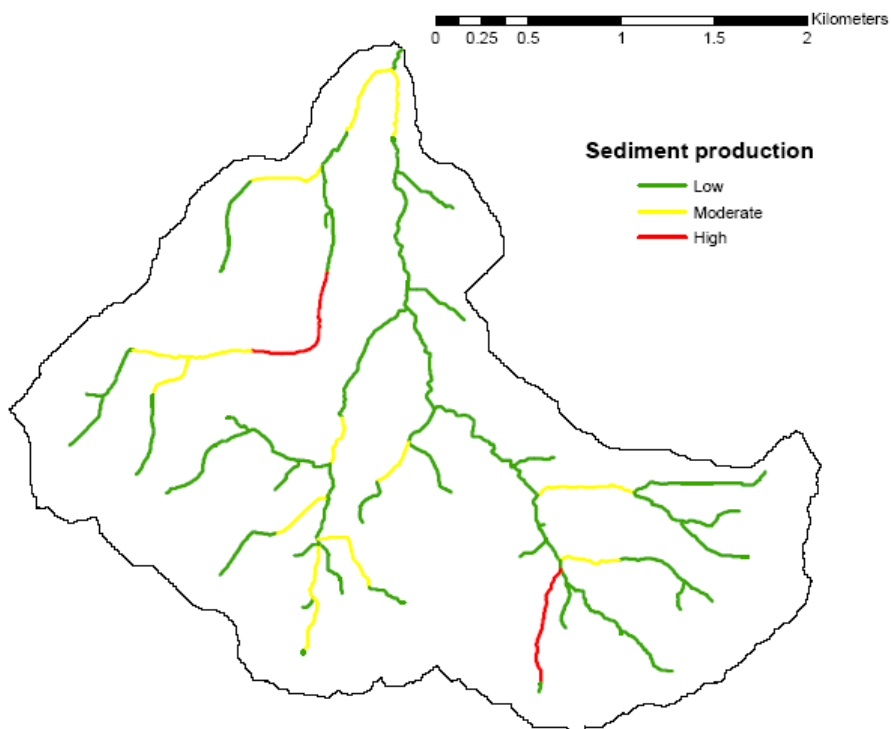 Kilometers
0 0.25 0.5 1 1.5 2
Sediment production
Low
Moderate
High